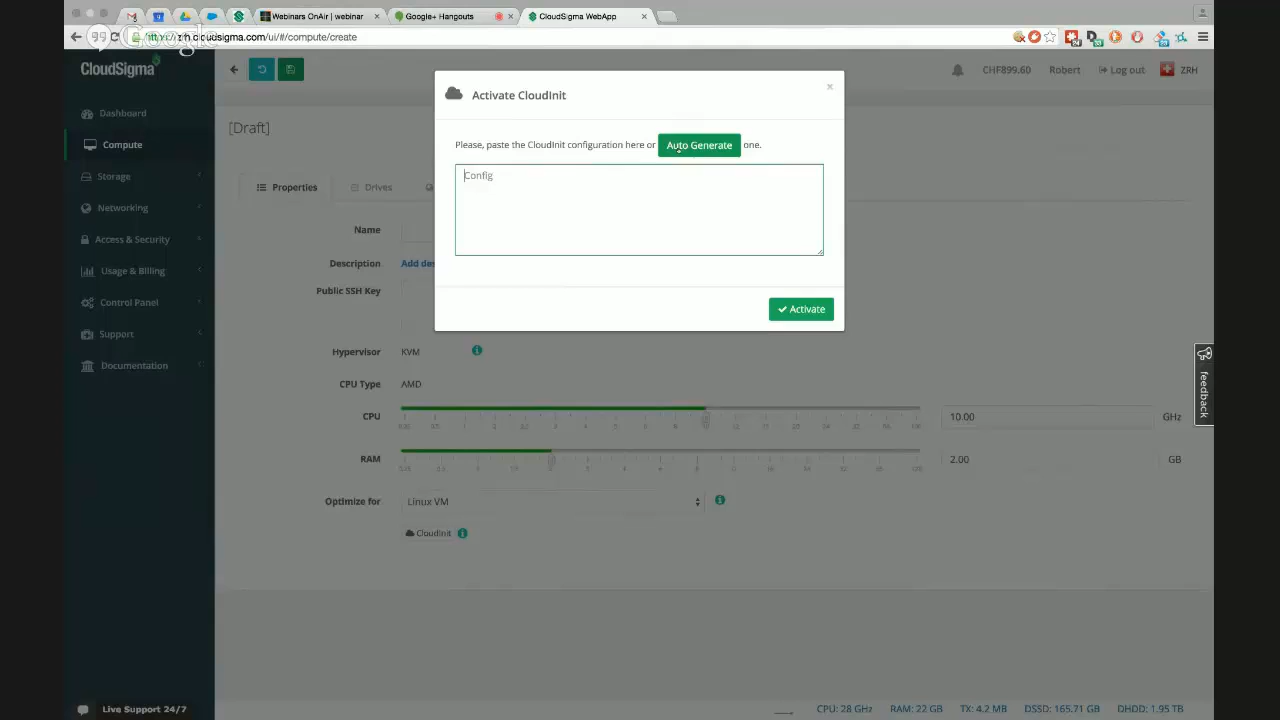 Webinars OnAir | webinar
Google+ Hangouts
CloudSigma WebApp
https://zrh.cloudsigma.com/ui/#/compute/create
Google
CloudSigma
CHF899.60
Robert
Log out
ZRH
Dashboard
Compute
Storage
Networking
Access & Security
Usage & Billing
Control Panel
Support
Documentation
Live Support 24/7
[Draft]
Properties
Drives
Name
Description
Add des
Public SSH Key
Hypervisor
KVM
CPU Type
AMD
CPU
10.00
GHz
RAM
2.00
GB
Optimize for
Linux VM
CloudInit
Activate CloudInit
Please, paste the CloudInit configuration here or Auto Generate one.
Config
Activate
feedback
CPU: 28 GHz
RAM: 22 GB
TX: 4.2 MB
DSSD: 165.71 GB
DHDD: 1.95 TB